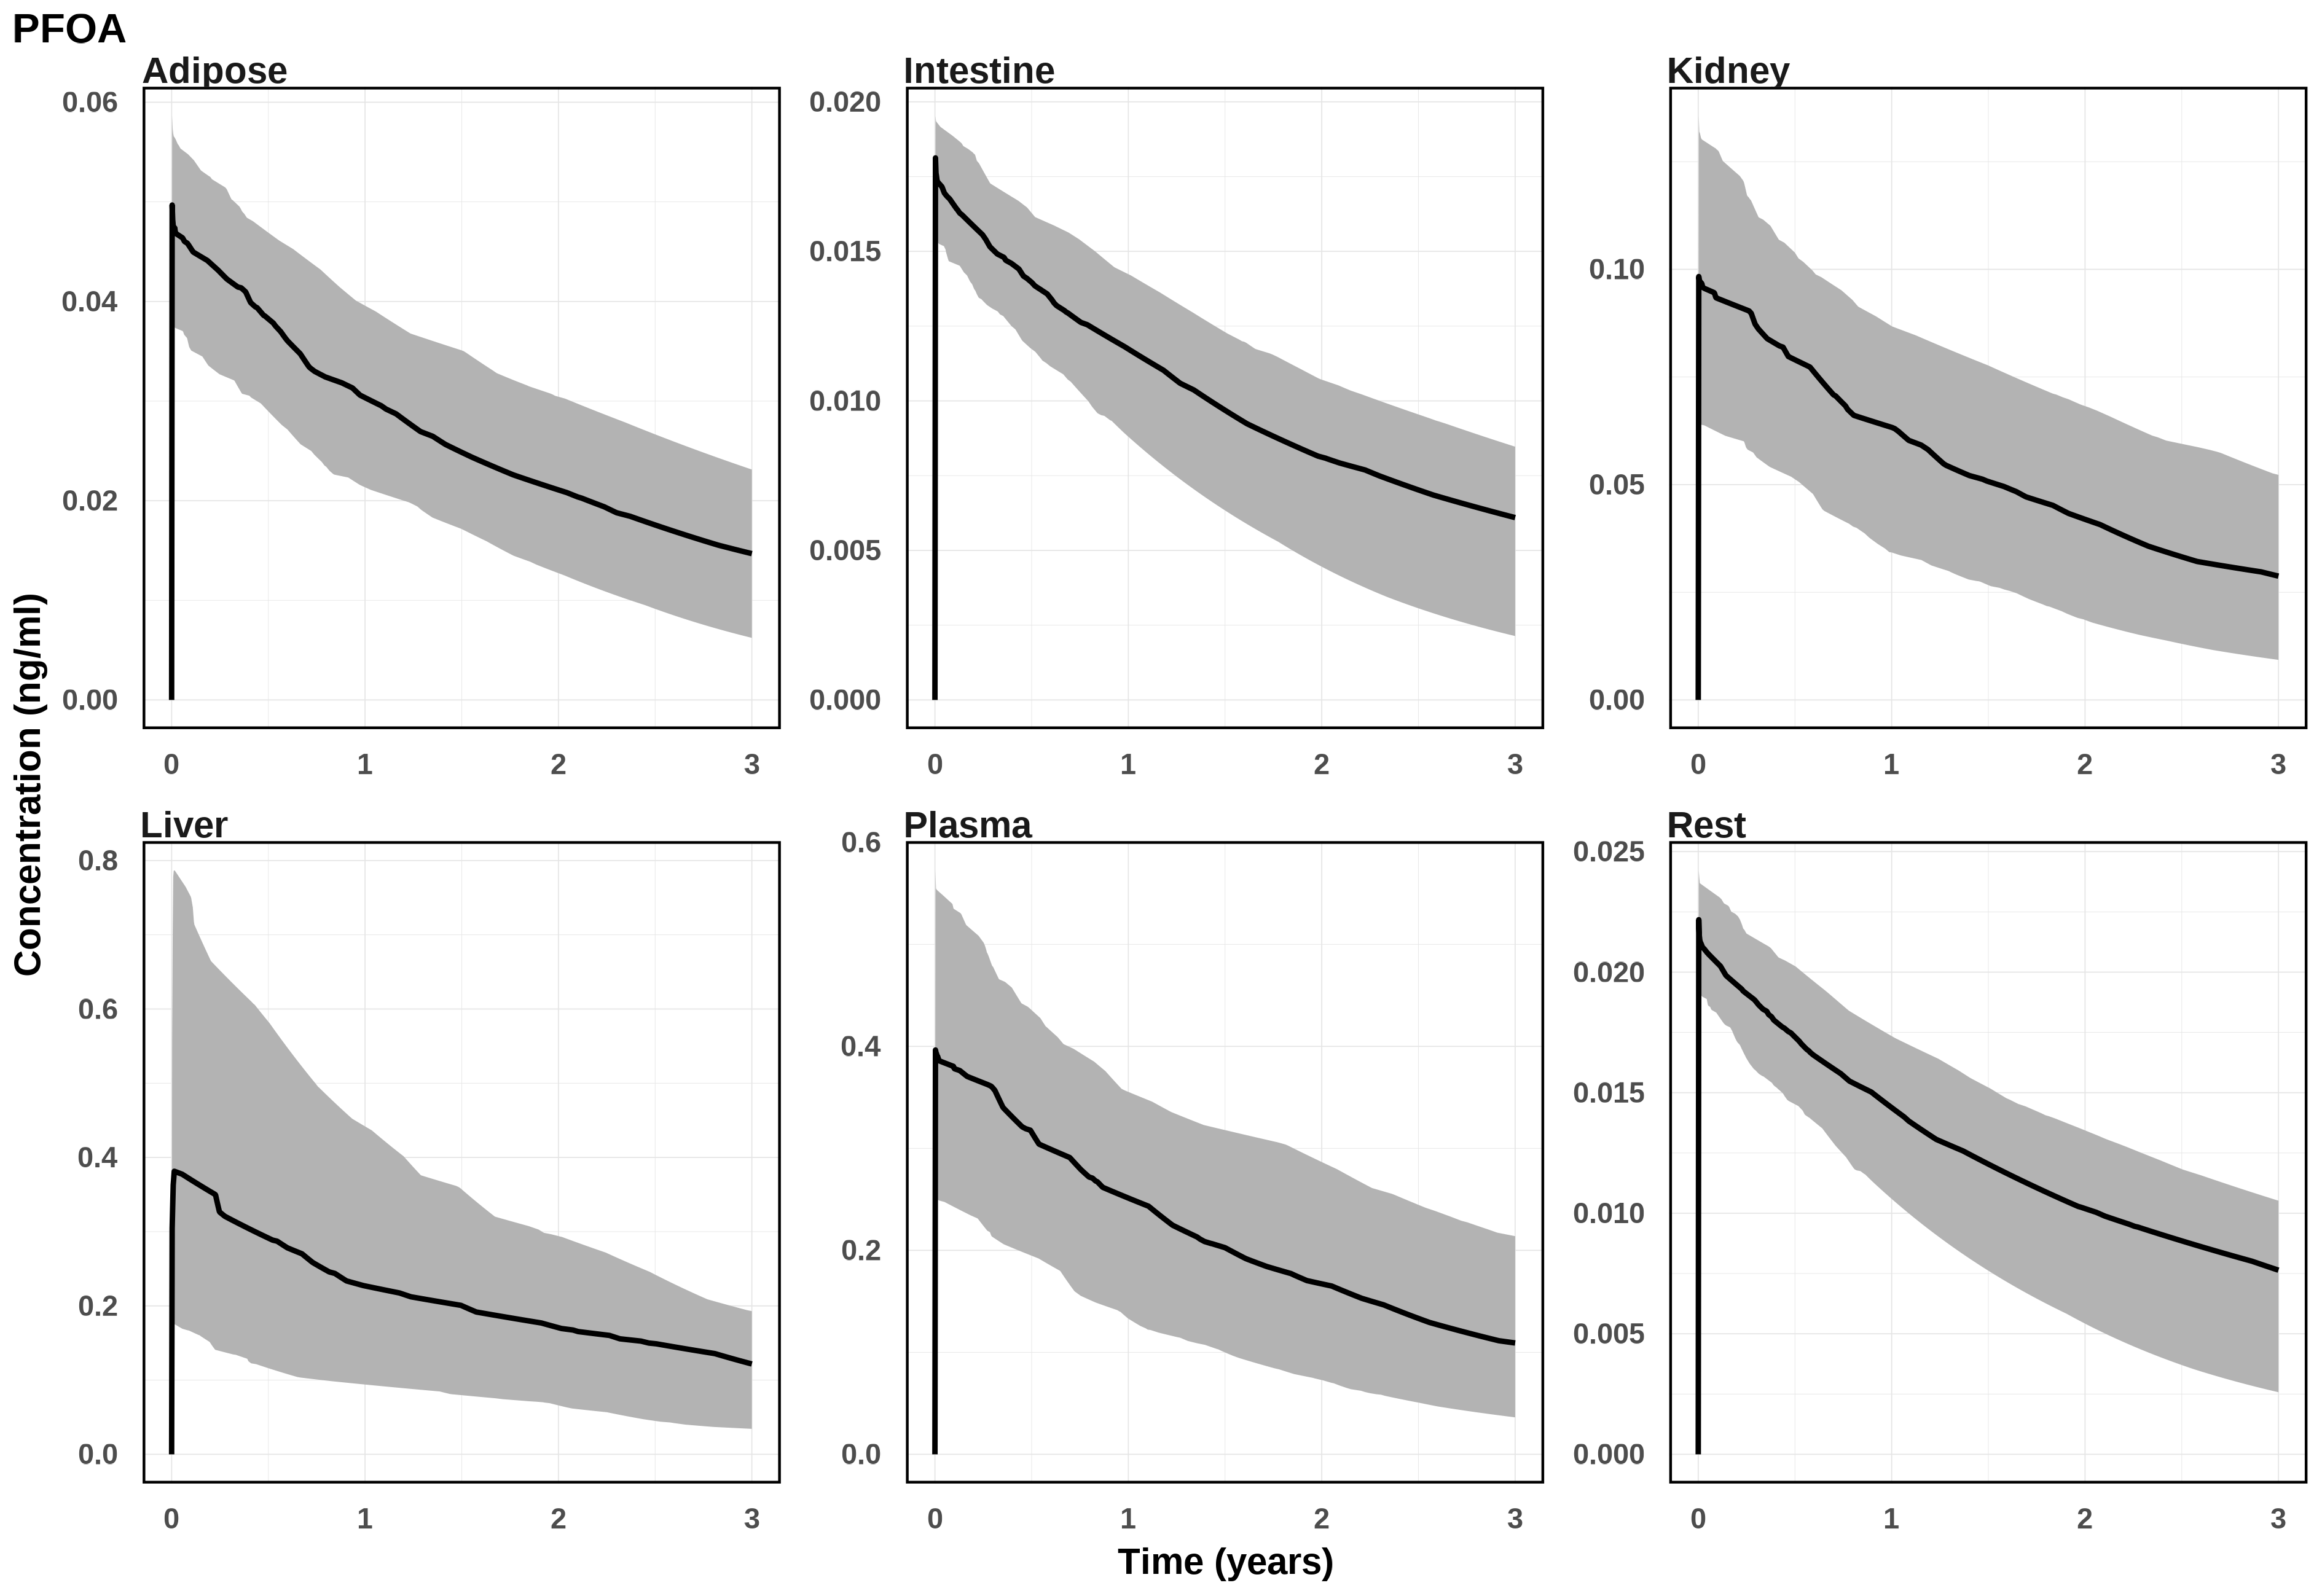 PFOA
Adipose Intestine Kidney
0.06 0.020
0.04 0.015 0.10
0.010
0.02 0.005 0.05
0.00 0.000 0.00
0 1 2 3 0 1 2 3 0 1 2 3
Concentration (ng/ml)
Liver Plasma Rest
0.8 0.6 0.025
0.6 0.4 0.020
0.4 0.015
0.2 0.2 0.010
0.005
0.0 0.0 0.000
0 1 2 3 0 1 2 3 0 1 2 3
Time (years)